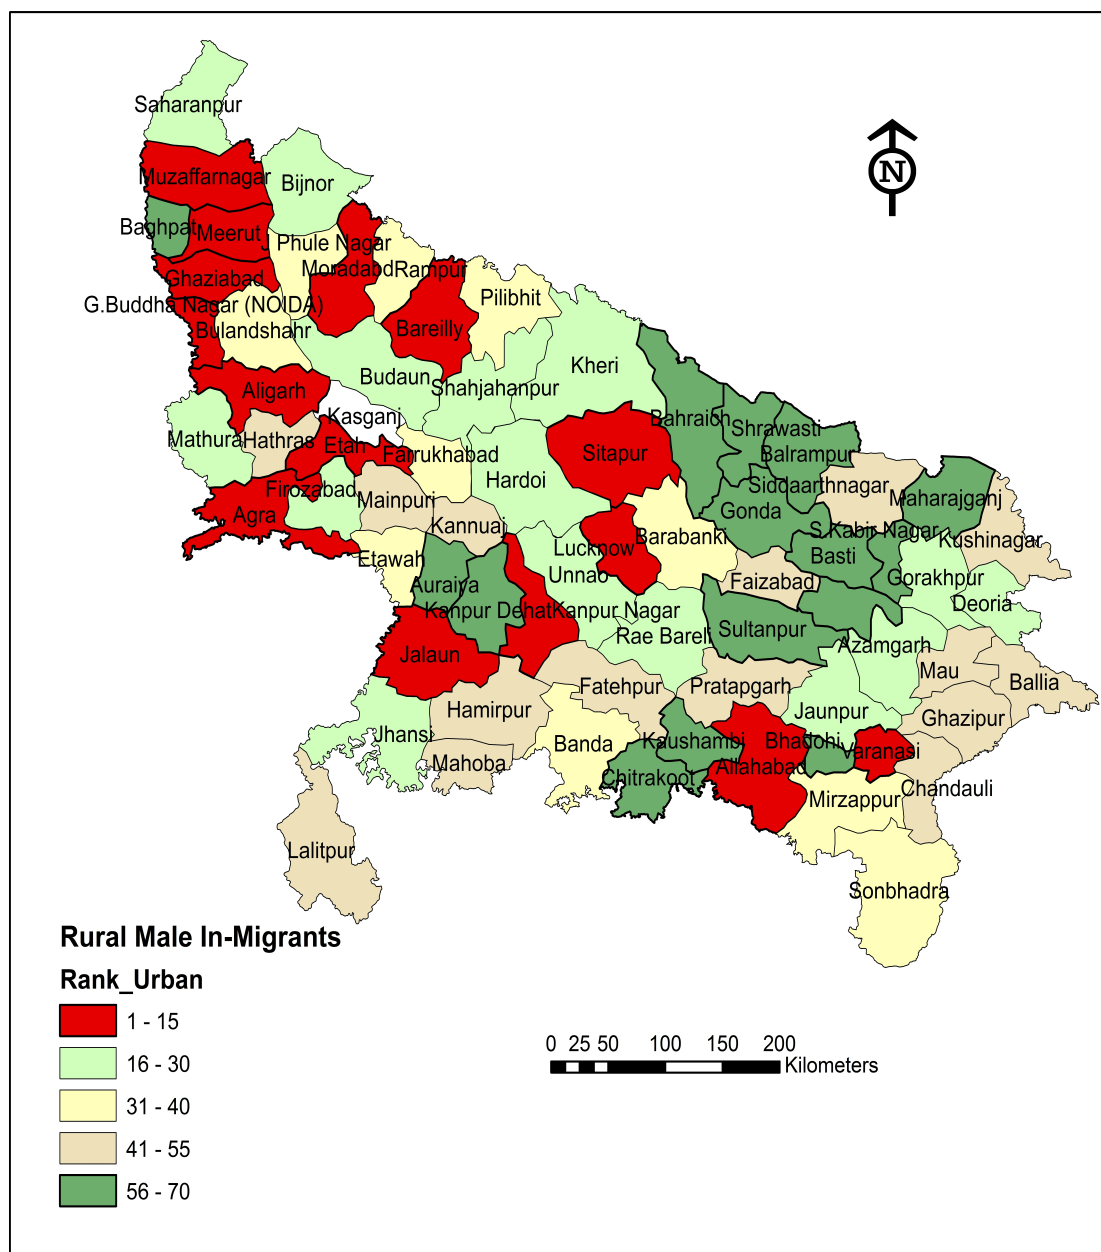 Saharanpur
N
Muzaffarnagar
Bijnor
Baghpat
Meerut
J Phule Nagar
Moradabd
Rampur
Ghaziabad
Pilibhit
G.Buddha Nagar (NOIDA)
Bulandshahr
Bareilly
Kheri
Budaun
Shahjahanpur
Aligarh
Kasganj
Bahraich
Shrawasti
Mathura
Hathras
Etah
Farrukhabad
Sitapur
Balrampur
Hardoi
Firozabad
Mainpuri
Siddaarthnagar
Maharajganj
Agra
Kannuaj
Gonda
S.Kabir Nagar
Kushinagar
Etawah
Lucknow
Barabanki
Basti
Unnao
Faizabad
Gorakhpur
Auraiya
Deoria
Kanpur Dehat
Kanpur Nagar
Rae Bareli
Sultanpur
Azamgarh
Jalaun
Mau
Ballia
Fatehpur
Pratapgarh
Hamirpur
Jaunpur
Ghazipur
Jhansi
Banda
Kaushambi
Bhadohi
Varanasi
Mahoba
Chitrakoot
Allahabad
Chandauli
Mirzappur
Lalitpur
Sonbhadra
Rural Male In-Migrants
Rank_Urban
1 - 15
16 - 30
31 - 40
41 - 55
56 - 70
0 25 50 100 150 200
Kilometers